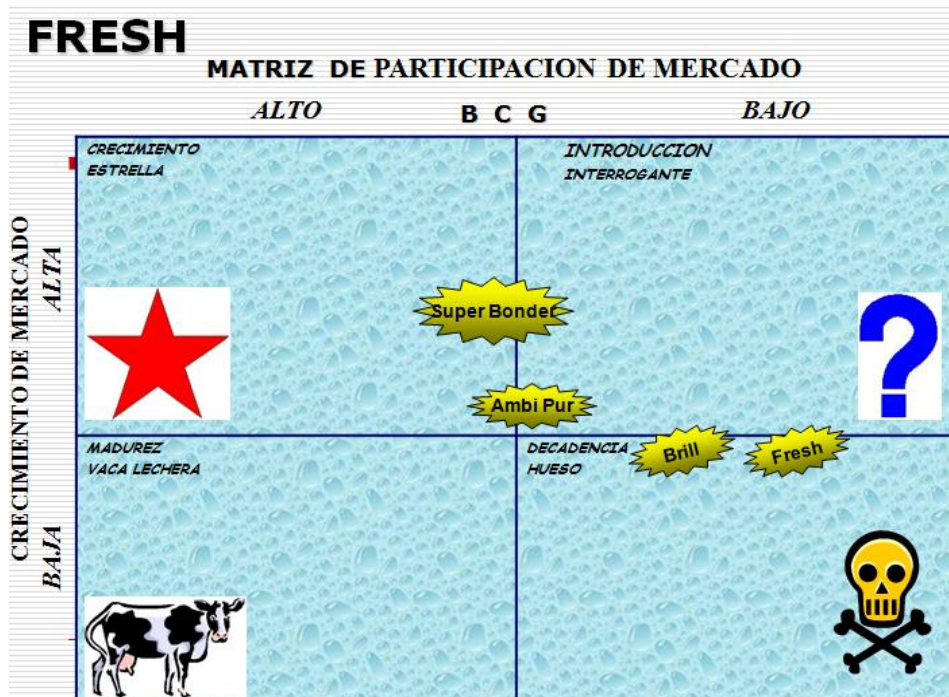 FRESH
MATRIZ DE PARTICIPACION DE MERCADO
ALTO B C G BAJO
CRECIMIENTO
ESTRELLA
INTRODUCCION
INTERROGANTE
CRECIMIENTO DE MERCADO
ALTA
Super Bonder
Ambi Pur
MADUREZ
VACA LECHERA
DECADENCIA
HUESO
Brill
Fresh
BAJA